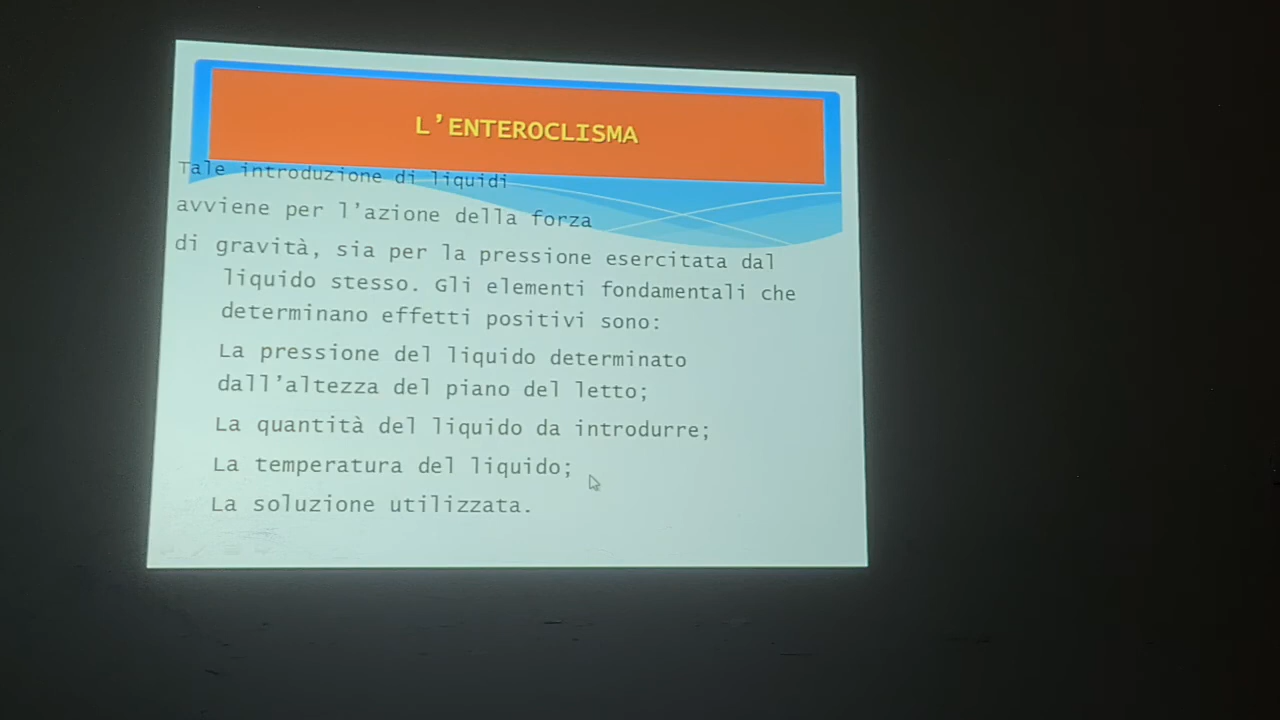 L'ENTEROCLISMA
Tale introduzione di liquidi
avviene per l'azione della forza
di gravità, sia per la pressione esercitata dal
liquido stesso. Gli elementi fondamentali che
determinano effetti positivi sono:
La pressione del liquido determinato
dall'altezza del piano del letto;
La quantità del liquido da introdurre;
La temperatura del liquido;
La soluzione utilizzata.